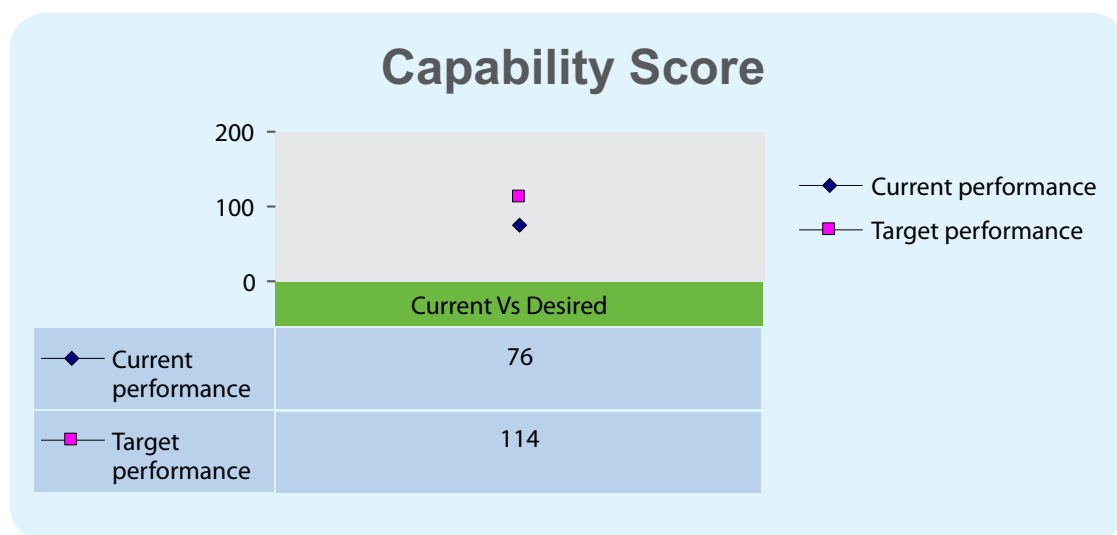 Capability Score
200
100
0
Current performance
Target performance
Current Vs Desired
Current
performance
76
Target
performance
114